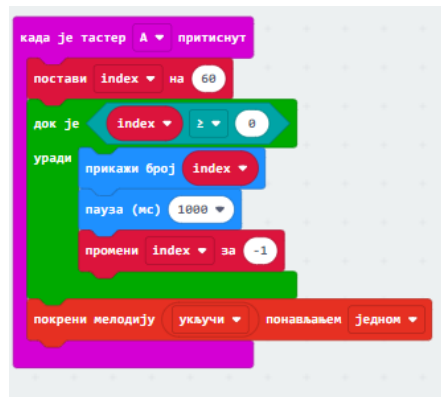 када је тастер A притиснут
постави index на 60
док је index ≥ 0
уради
прикажи број index
пауза (мс) 1000
промени index за -1
покрени мелодију укључи понављањем једном